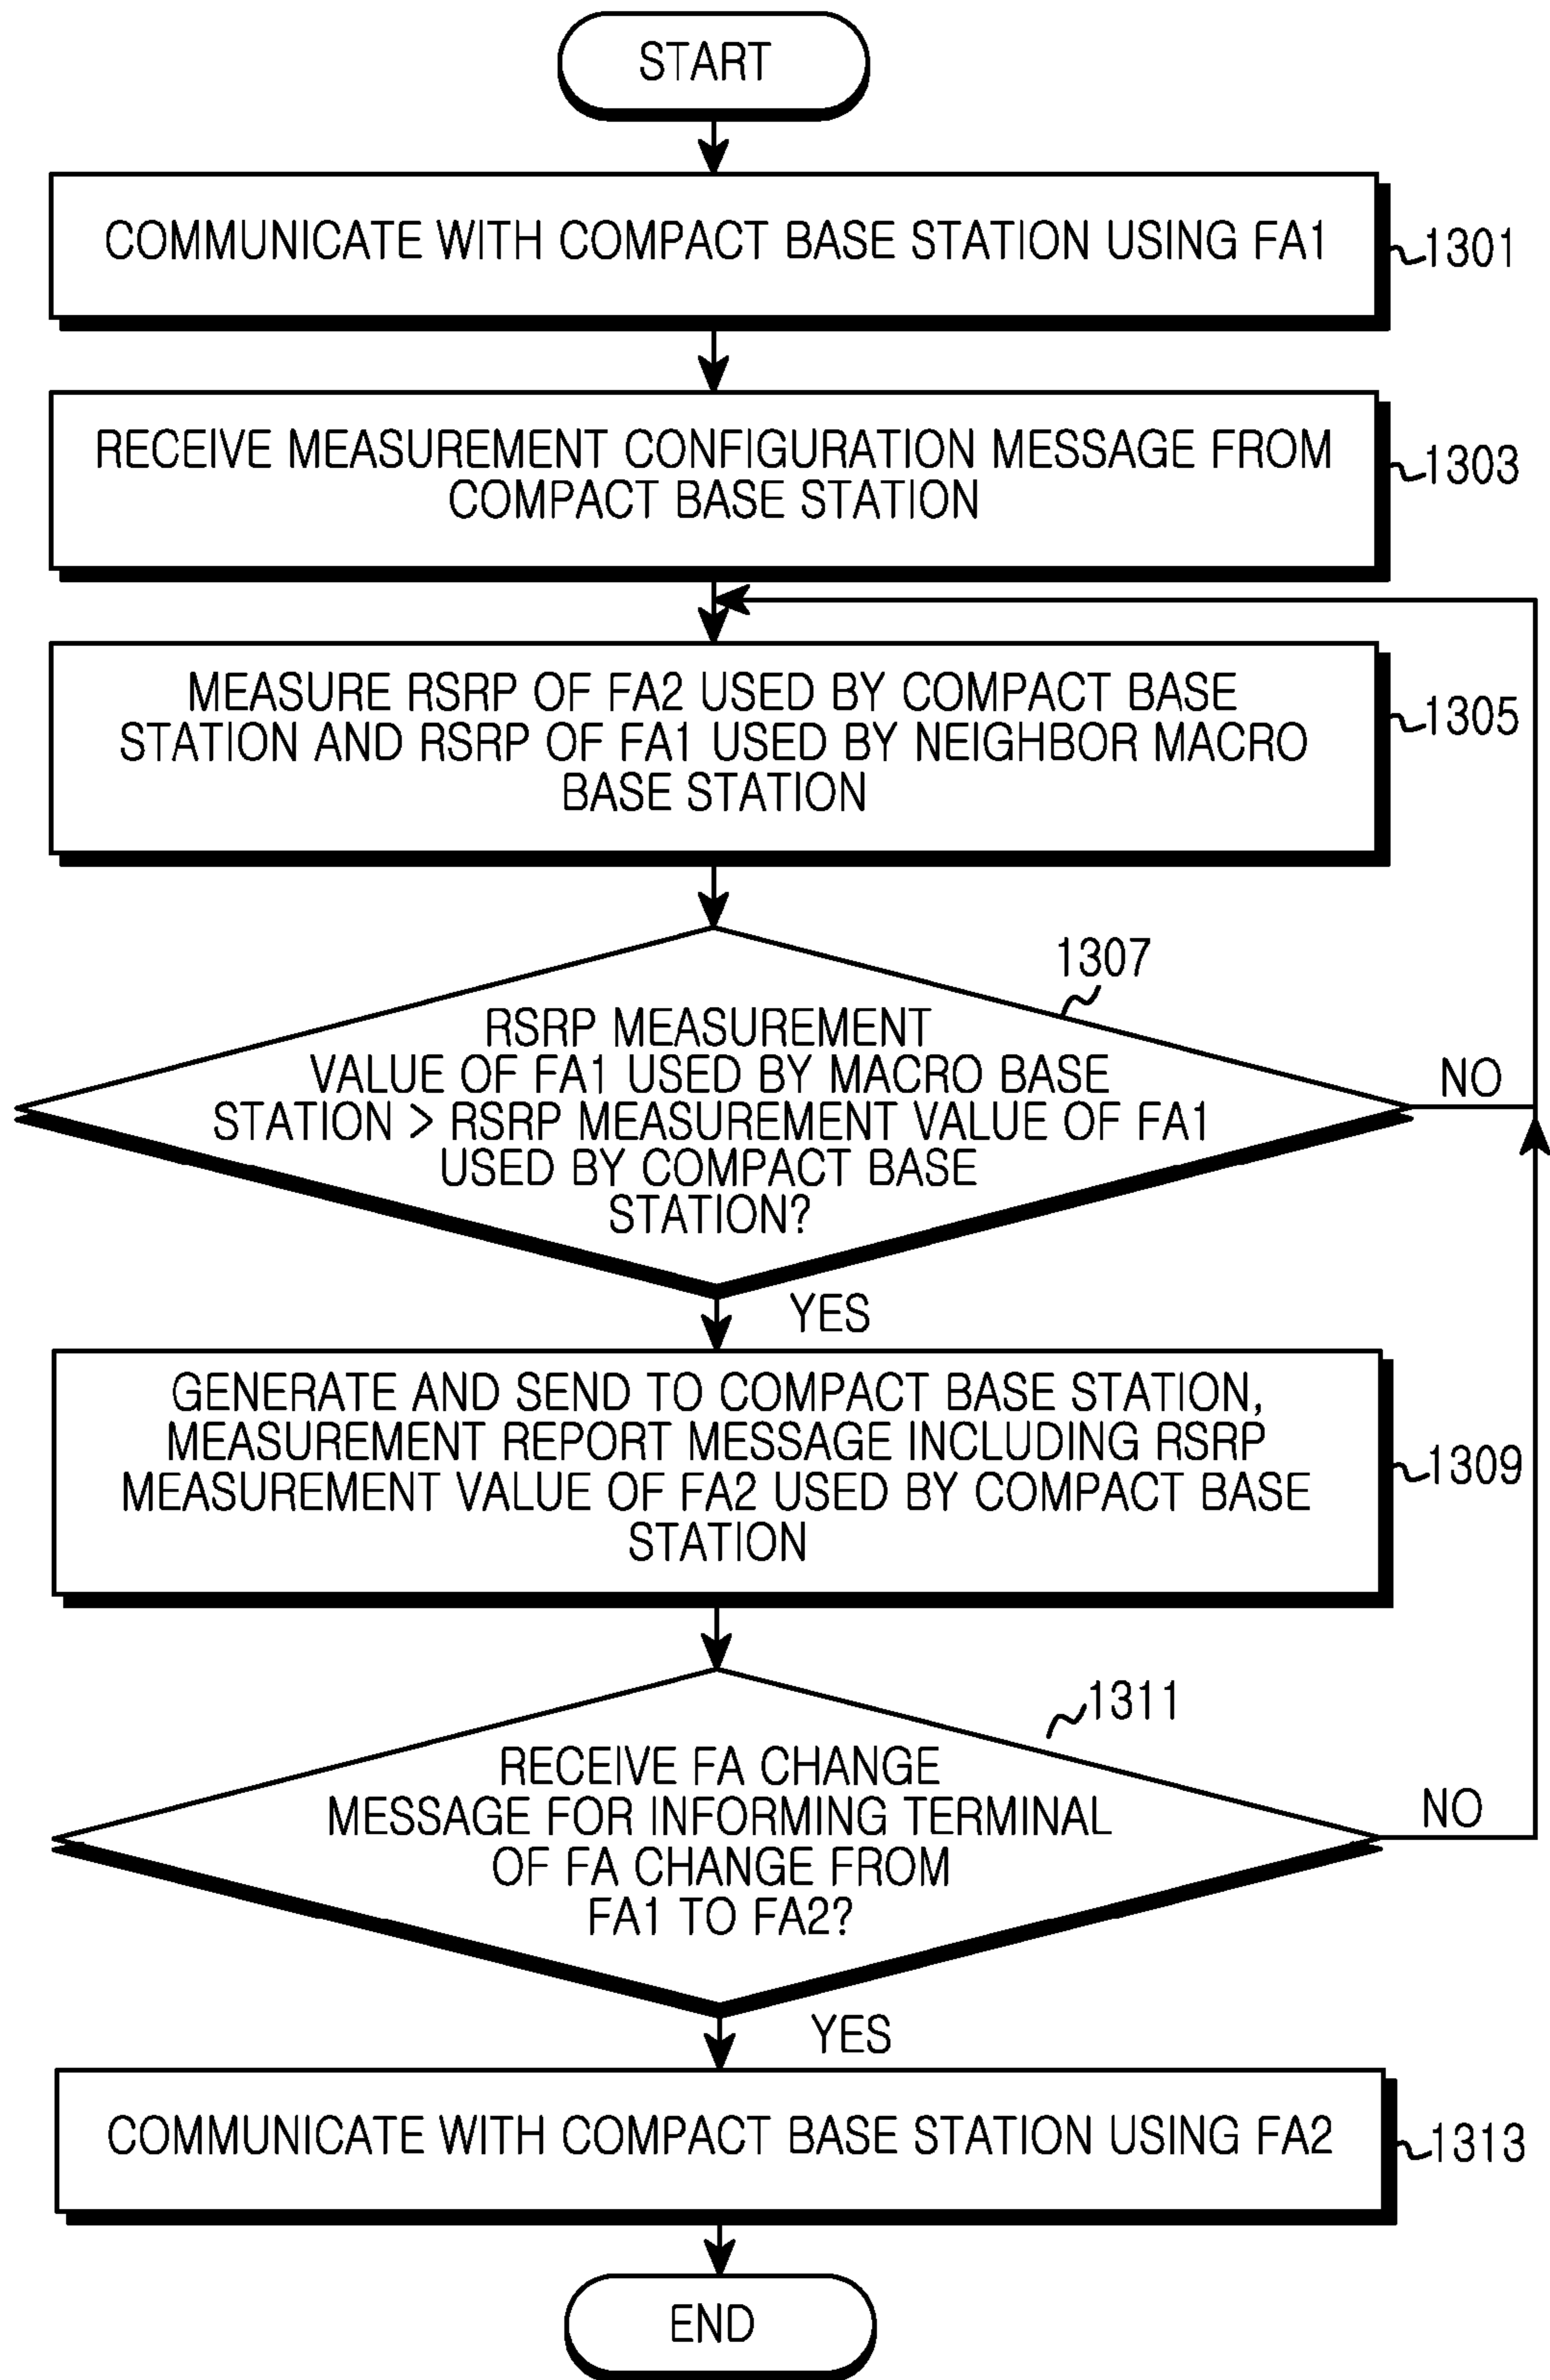 START
COMMUNICATE WITH COMPACT BASE STATION USING FA1
1301
RECEIVE MEASUREMENT CONFIGURATION MESSAGE FROM
COMPACT BASE STATION
1303
MEASURE RSRP OF FA2 USED BY COMPACT BASE
STATION AND RSRP OF FA1 USED BY NEIGHBOR MACRO
BASE STATION
1305
1307
RSRP MEASUREMENT
VALUE OF FA1 USED BY MACRO BASE
STATION > RSRP MEASUREMENT VALUE OF FA1
USED BY COMPACT BASE
STATION?
NO
YES
GENERATE AND SEND TO COMPACT BASE STATION,
MEASUREMENT REPORT MESSAGE INCLUDING RSRP
MEASUREMENT VALUE OF FA2 USED BY COMPACT BASE
STATION
1309
1311
RECEIVE FA CHANGE
MESSAGE FOR INFORMING TERMINAL
OF FA CHANGE FROM
FA1 TO FA2?
NO
YES
COMMUNICATE WITH COMPACT BASE STATION USING FA2
1313
END